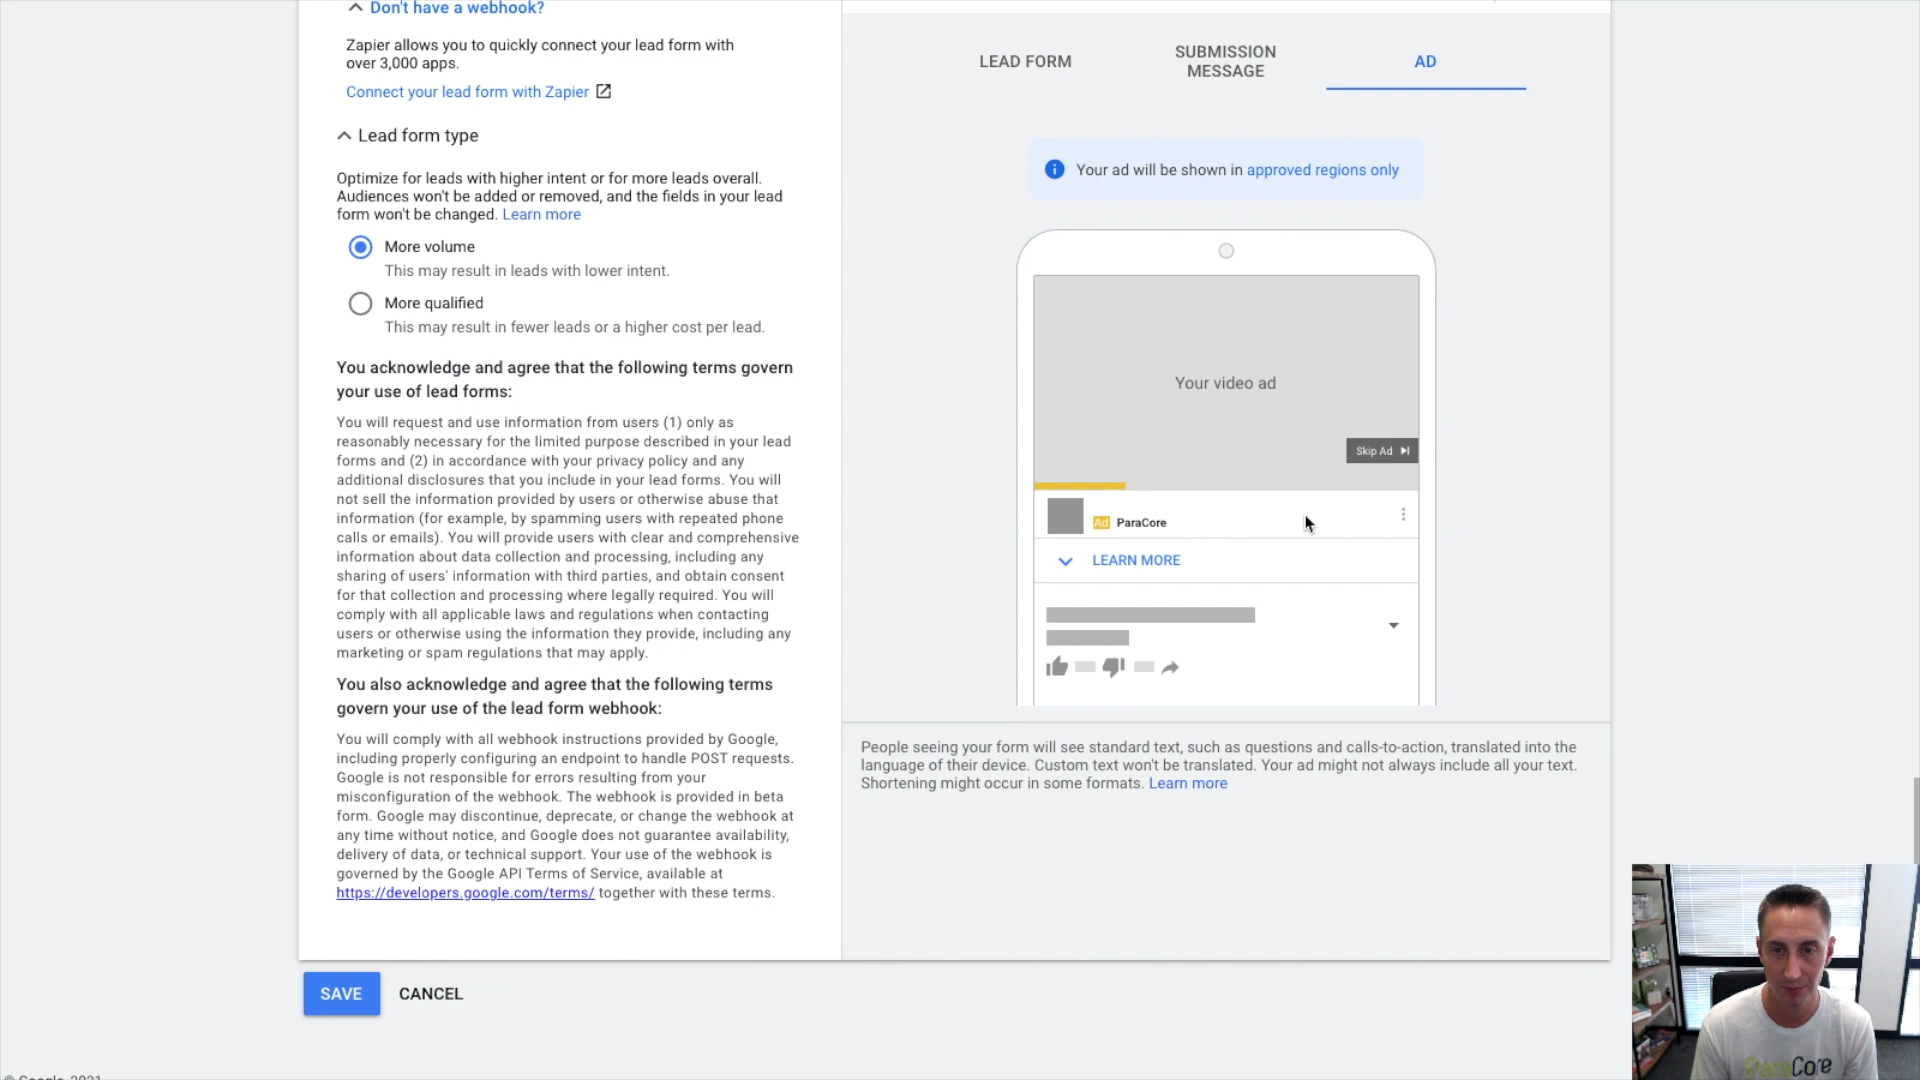 Don't have a webhook?
Zapier allows you to quickly connect your lead form with
over 3,000 apps.
Connect your lead form with Zapier
Lead form type
Optimize for leads with higher intent or for more leads overall.
Audiences won't be added or removed, and the fields in your lead
form won't be changed. Learn more
More volume
This may result in leads with lower intent.
More qualified
This may result in fewer leads or a higher cost per lead.
You acknowledge and agree that the following terms govern
your use of lead forms:
You will request and use information from users (1) only as
reasonably necessary for the limited purpose described in your lead
forms and (2) in accordance with your privacy policy and any
additional disclosures that you include in your lead forms. You will
not sell the information provided by users or otherwise abuse that
information (for example, by spamming users with repeated phone
calls or emails). You will provide users with clear and comprehensive
information about data collection and processing, including any
sharing of users' information with third parties, and obtain consent
for that collection and processing where legally required. You will
comply with all applicable laws and regulations when contacting
users or otherwise using the information they provide, including any
marketing or spam regulations that may apply.
You also acknowledge and agree that the following terms
govern your use of the lead form webhook:
You will comply with all webhook instructions provided by Google,
including properly configuring an endpoint to handle POST requests.
Google is not responsible for errors resulting from your
misconfiguration of the webhook. The webhook is provided in beta
form. Google may discontinue, deprecate, or change the webhook at
any time without notice, and Google does not guarantee availability,
delivery of data, or technical support. Your use of the webhook is
governed by the Google API Terms of Service, available at
https://developers.google.com/terms/ together with these terms.
SAVE
CANCEL
© Google, 2021
LEAD FORM
SUBMISSION
MESSAGE
AD
Your ad will be shown in approved regions only
Your video ad
Skip Ad
Ad ParaCore
LEARN MORE
People seeing your form will see standard text, such as questions and calls-to-action, translated into the
language of their device. Custom text won't be translated. Your ad might not always include all your text.
Shortening might occur in some formats. Learn more
ParaCore